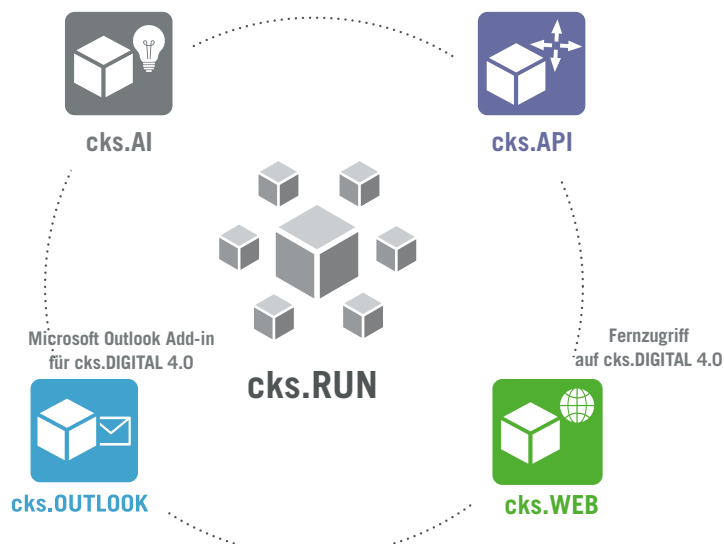 cks.AI
cks.API
Microsoft Outlook Add-in
für cks.DIGITAL 4.0
Fernzugriff
auf cks.DIGITAL 4.0
cks.RUN
cks.OUTLOOK
cks.WEB